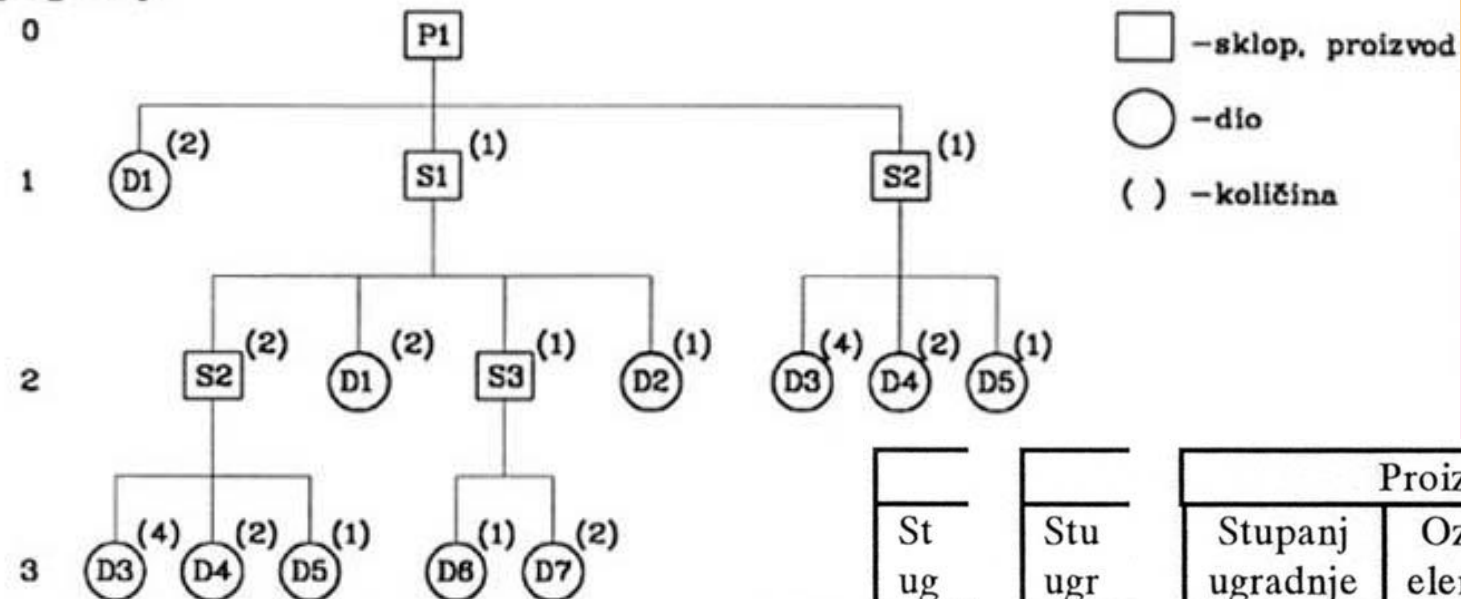 0
P1
-sklop, proizvod
-dio
( ) -količina
1
D1 (2)
S1 (1)
S2 (1)
2
S2 (2)
D1 (2)
S3 (1)
D2 (1)
D3 (4)
D4 (2)
D5 (1)
3
D3 (4)
D4 (2)
D5 (1)
D6 (1)
D7 (2)
Proiz
St
ug
Stu
ugr
Stupanj
ugradnje
Oz
eler